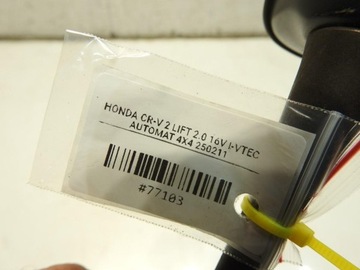 HONDA CR-V 2 LIFT 2.0 16V I-VTEC
AUTOMAT 4X4 250211
#77103